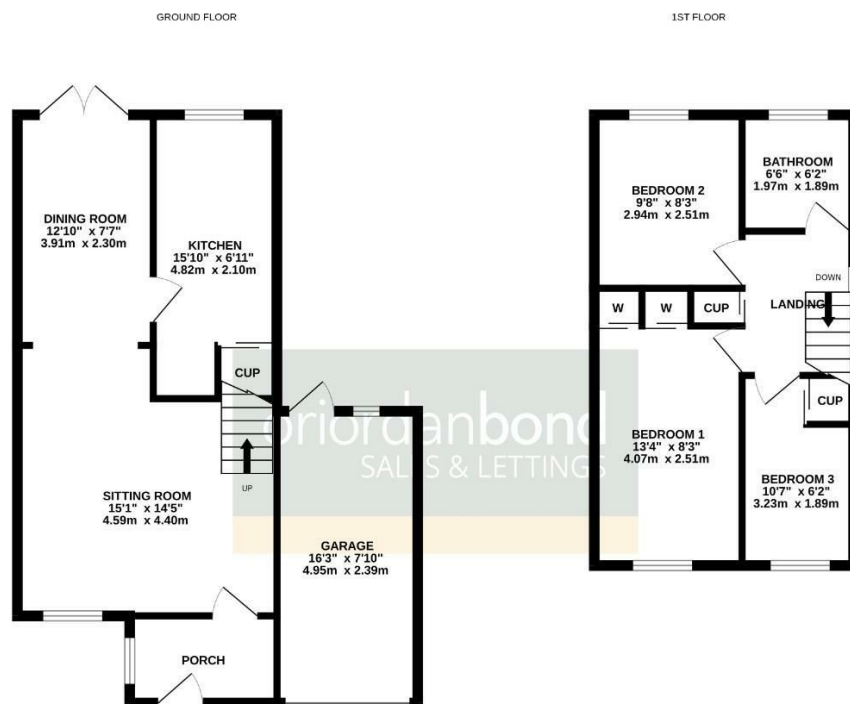 GROUND FLOOR
1ST FLOOR
DINING ROOM
12'10" x 7'7"
3.91m x 2.30m
KITCHEN
15'10" x 6'11"
4.82m x 2.10m
CUP
UP
SITTING ROOM
15'1" x 14'5"
4.59m x 4.40m
PORCH
GARAGE
16'3" x 7'10"
4.95m x 2.39m
oriordanbond
SALES & LETTINGS
BEDROOM 2
9'8" x 8'3"
2.94m x 2.51m
BATHROOM
6'6" x 6'2"
1.97m x 1.89m
DOWN
W
W
CUP
LANDING
CUP
BEDROOM 1
13'4" x 8'3"
4.07m x 2.51m
BEDROOM 3
10'7" x 6'2"
3.23m x 1.89m